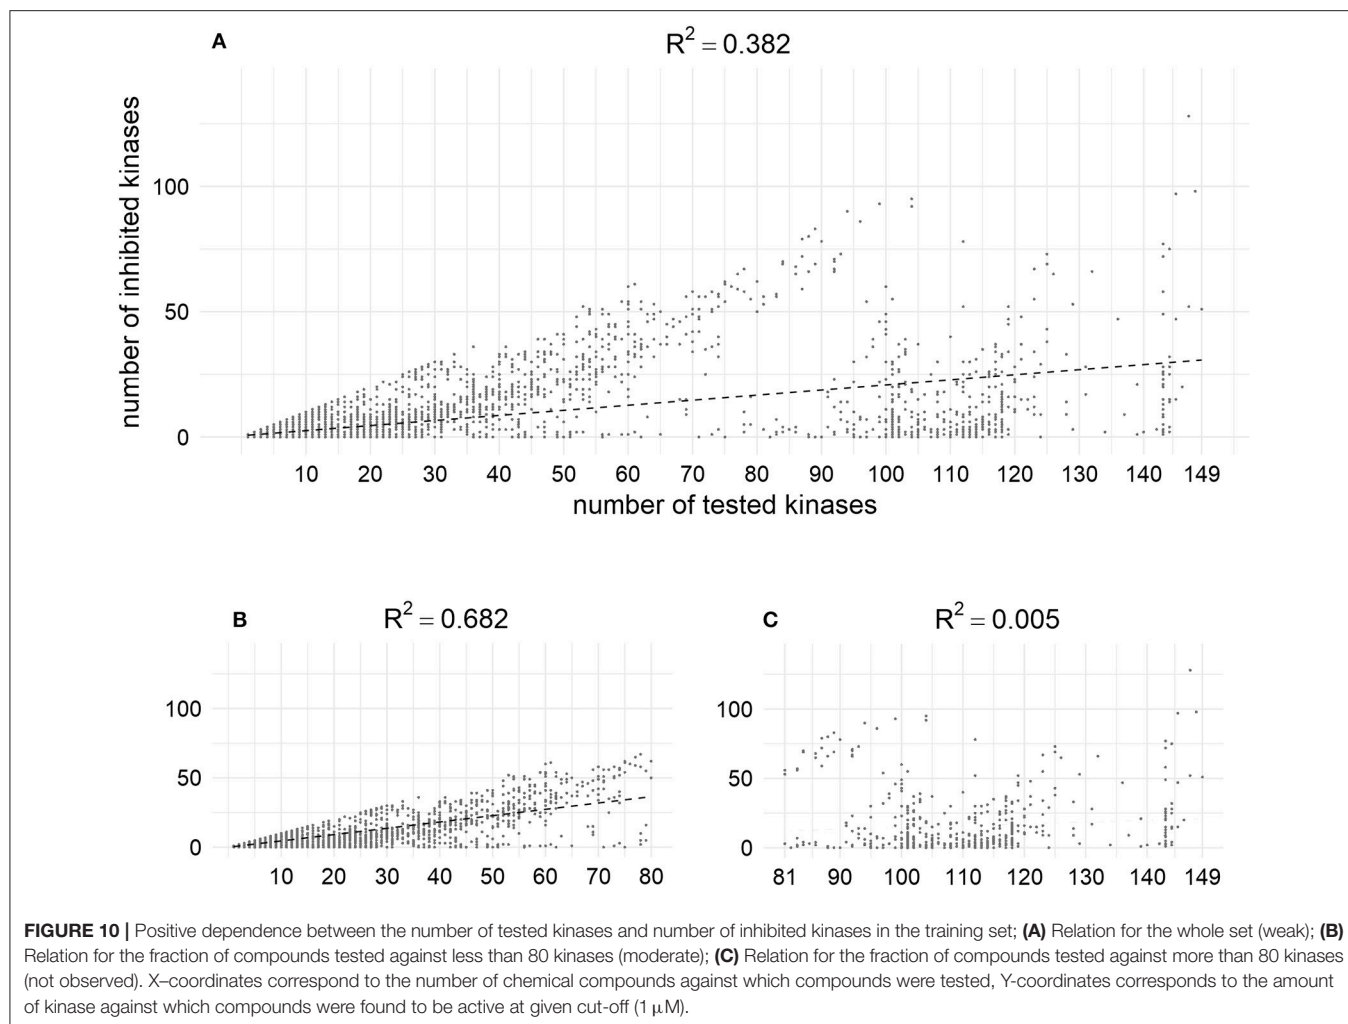 A
R² = 0.382
number of inhibited kinases
100
50
0
10 20 30 40 50 60 70 80 90 100 110 120 130 140 149
number of tested kinases
B
R² = 0.682
100
50
0
10 20 30 40 50 60 70 80
C
R² = 0.005
100
50
0
81 90 100 110 120 130 140 149
FIGURE 10 | Positive dependence between the number of tested kinases and number of inhibited kinases in the training set; (A) Relation for the whole set (weak); (B)
Relation for the fraction of compounds tested against less than 80 kinases (moderate); (C) Relation for the fraction of compounds tested against more than 80 kinases
(not observed). X–coordinates correspond to the number of chemical compounds against which compounds were tested, Y-coordinates corresponds to the amount
of kinase against which compounds were found to be active at given cut-off (1 μM).